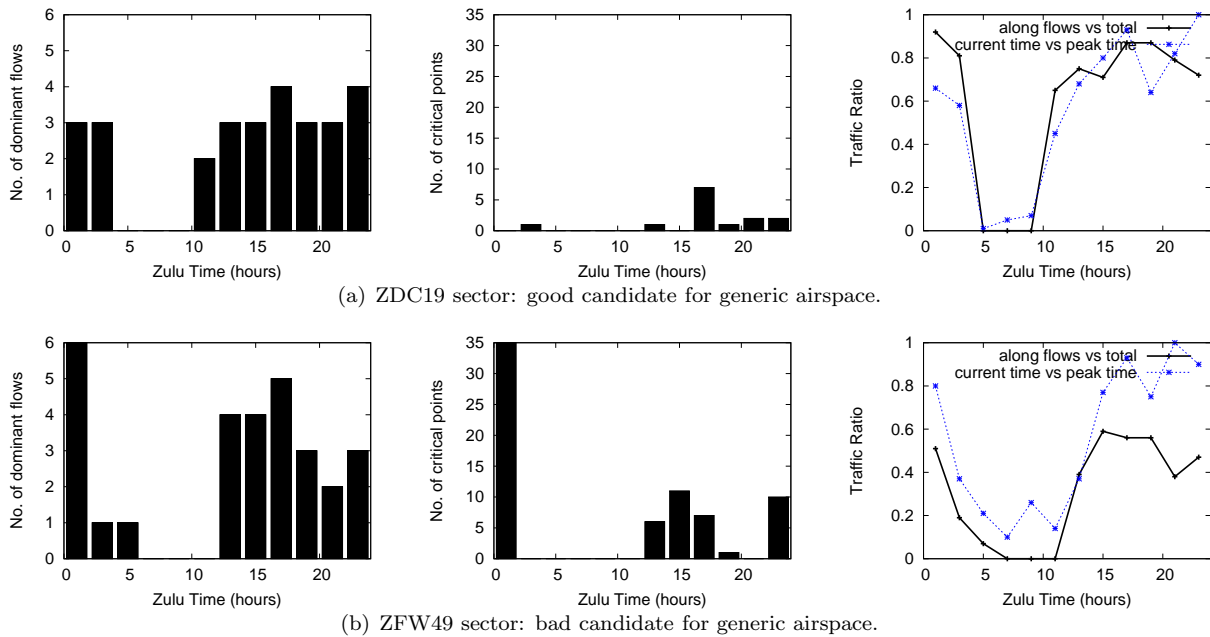 6
5
4
3
2
1
0
0 5 10 15 20
No. of dominant flows
Zulu Time (hours)
35
30
25
20
15
10
5
0
0 5 10 15 20
No. of critical points
Zulu Time (hours)
1
0.8
0.6
0.4
0.2
0
0 5 10 15 20
Traffic Ratio
Zulu Time (hours)
along flows vs total
current time vs peak time
(a) ZDC19 sector: good candidate for generic airspace.
6
5
4
3
2
1
0
0 5 10 15 20
No. of dominant flows
Zulu Time (hours)
35
30
25
20
15
10
5
0
0 5 10 15 20
No. of critical points
Zulu Time (hours)
1
0.8
0.6
0.4
0.2
0
0 5 10 15 20
Traffic Ratio
Zulu Time (hours)
along flows vs total
current time vs peak time
(b) ZFW49 sector: bad candidate for generic airspace.